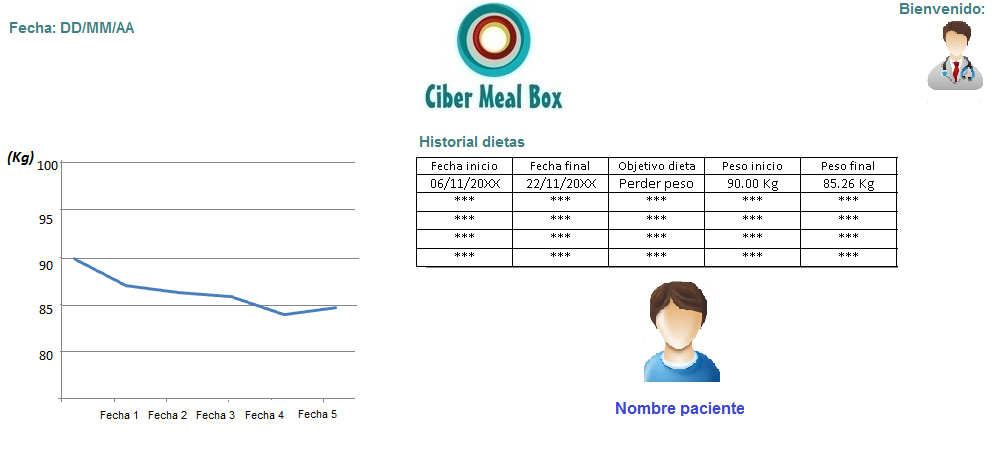 Fecha: DD/MM/AA
Bienvenido:
Ciber Meal Box
Historial dietas
Fecha inicio Fecha final Objetivo dieta Peso inicio Peso final
06/11/20XX 22/11/20XX Perder peso 90.00 Kg 85.26 Kg
*** *** *** *** ***
*** *** *** *** ***
*** *** *** *** ***
*** *** *** *** ***
(Kg)
100
95
90
85
80
Fecha 1 Fecha 2 Fecha 3 Fecha 4 Fecha 5
Nombre paciente